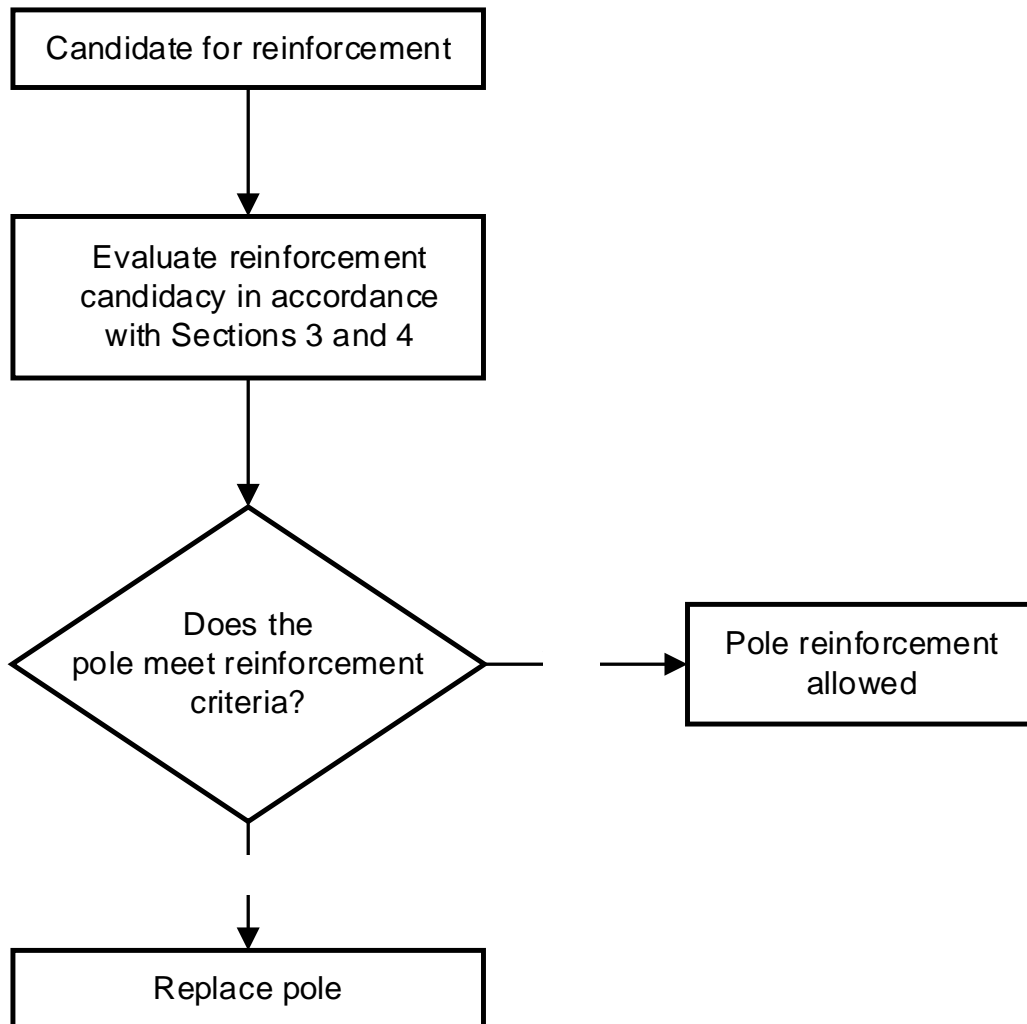 Candidate for reinforcement
Evaluate reinforcement
candidacy in accordance
with Sections 3 and 4
Does the
pole meet reinforcement
criteria?
Pole reinforcement
allowed
Replace pole